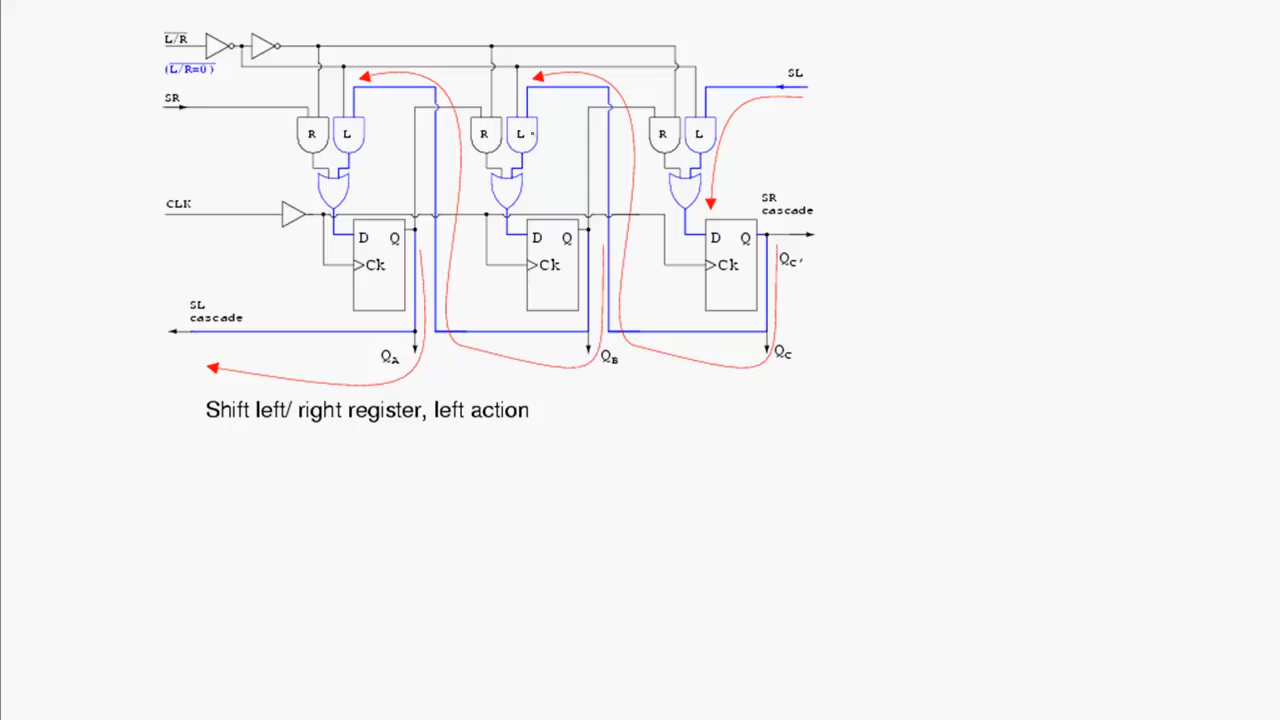 L/R
(L/R=0)
SL
SR
R
L
R
L
R
L
CLK
SR
cascade
D Q
D Q
D Q
Ck
Ck
Ck
QC'
SL
cascade
QA
QB
QC
Shift left/ right register, left action